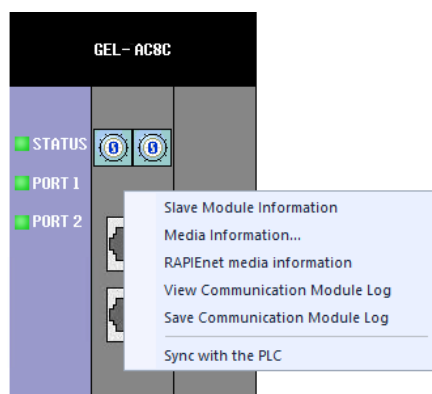 GEL- AC8C
STATUS
0 0
PORT 1
PORT 2
Slave Module Information
Media Information...
RAPIEnet media information
View Communication Module Log
Save Communication Module Log
Sync with the PLC